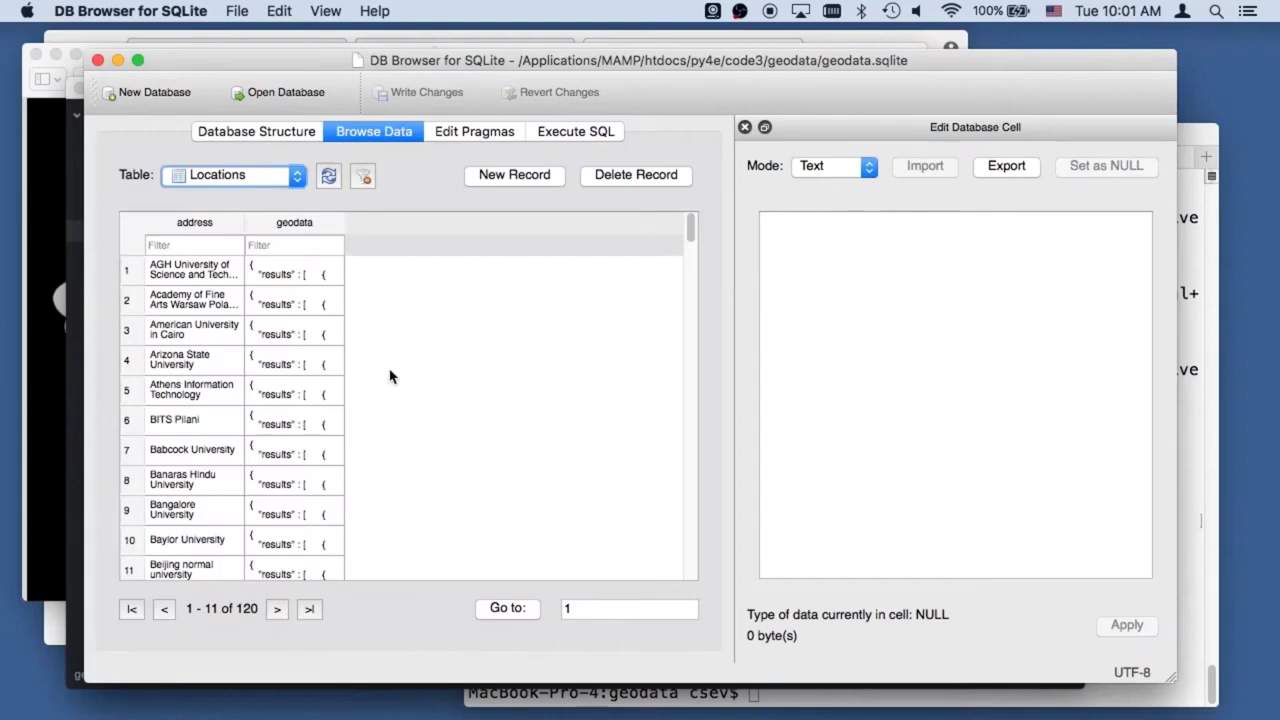 DB Browser for SQLite File Edit View Help 100% Tue 10:01 AM
DB Browser for SQLite - /Applications/MAMP/htdocs/py4e/code3/geodata/geodata.sqlite
New Database Open Database Write Changes Revert Changes
Database Structure Browse Data Edit Pragmas Execute SQL
Edit Database Cell
Table: Locations New Record Delete Record
Mode: Text Import Export Set as NULL
address geodata
Filter Filter
1 AGH University of Science and Tech... { "results" : [ {
2 Academy of Fine Arts Warsaw Pola... { "results" : [ {
3 American University in Cairo { "results" : [ {
4 Arizona State University { "results" : [ {
5 Athens Information Technology { "results" : [ {
6 BITS Pilani { "results" : [ {
7 Babcock University { "results" : [ {
8 Banaras Hindu University { "results" : [ {
9 Bangalore University { "results" : [ {
10 Baylor University { "results" : [ {
11 Beijing normal university { "results" : [ {
1 - 11 of 120 Go to: 1
Type of data currently in cell: NULL
0 byte(s)
Apply
UTF-8
ve
l+
ve
ge
MacBook-Pro-4:geodata csev$